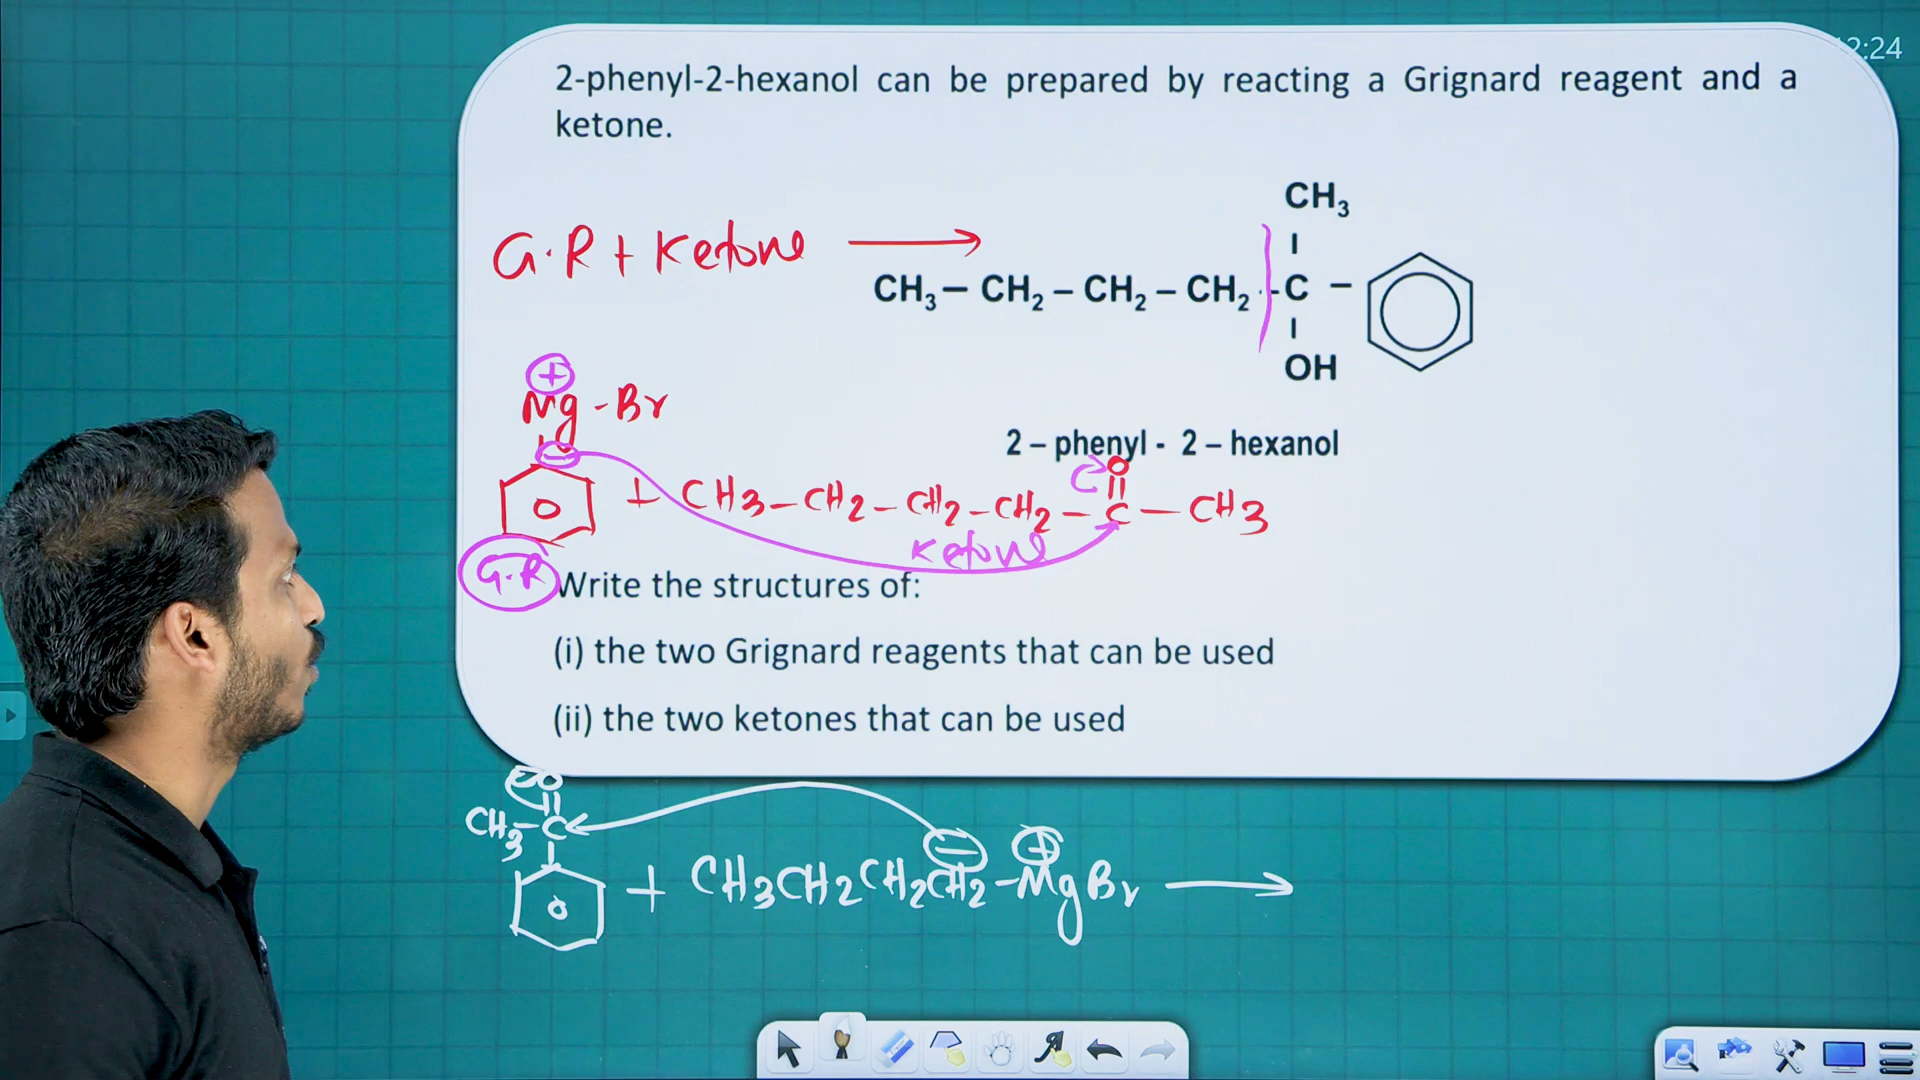 2:24
2-phenyl-2-hexanol can be prepared by reacting a Grignard reagent and a
ketone.
CH₃
G.R + Ketone →
CH₃ – CH₂ – CH₂ – CH₂ - C –
OH
+
Mg - Br
2 – phenyl - 2 – hexanol
O
+ CH3 – CH2 – CH2 – CH2 – C – CH3
Ketone
G.R
Write the structures of:
(i) the two Grignard reagents that can be used
(ii) the two ketones that can be used
O
CH3 – C
+ CH3CH2CH2CH2 - MgBr →